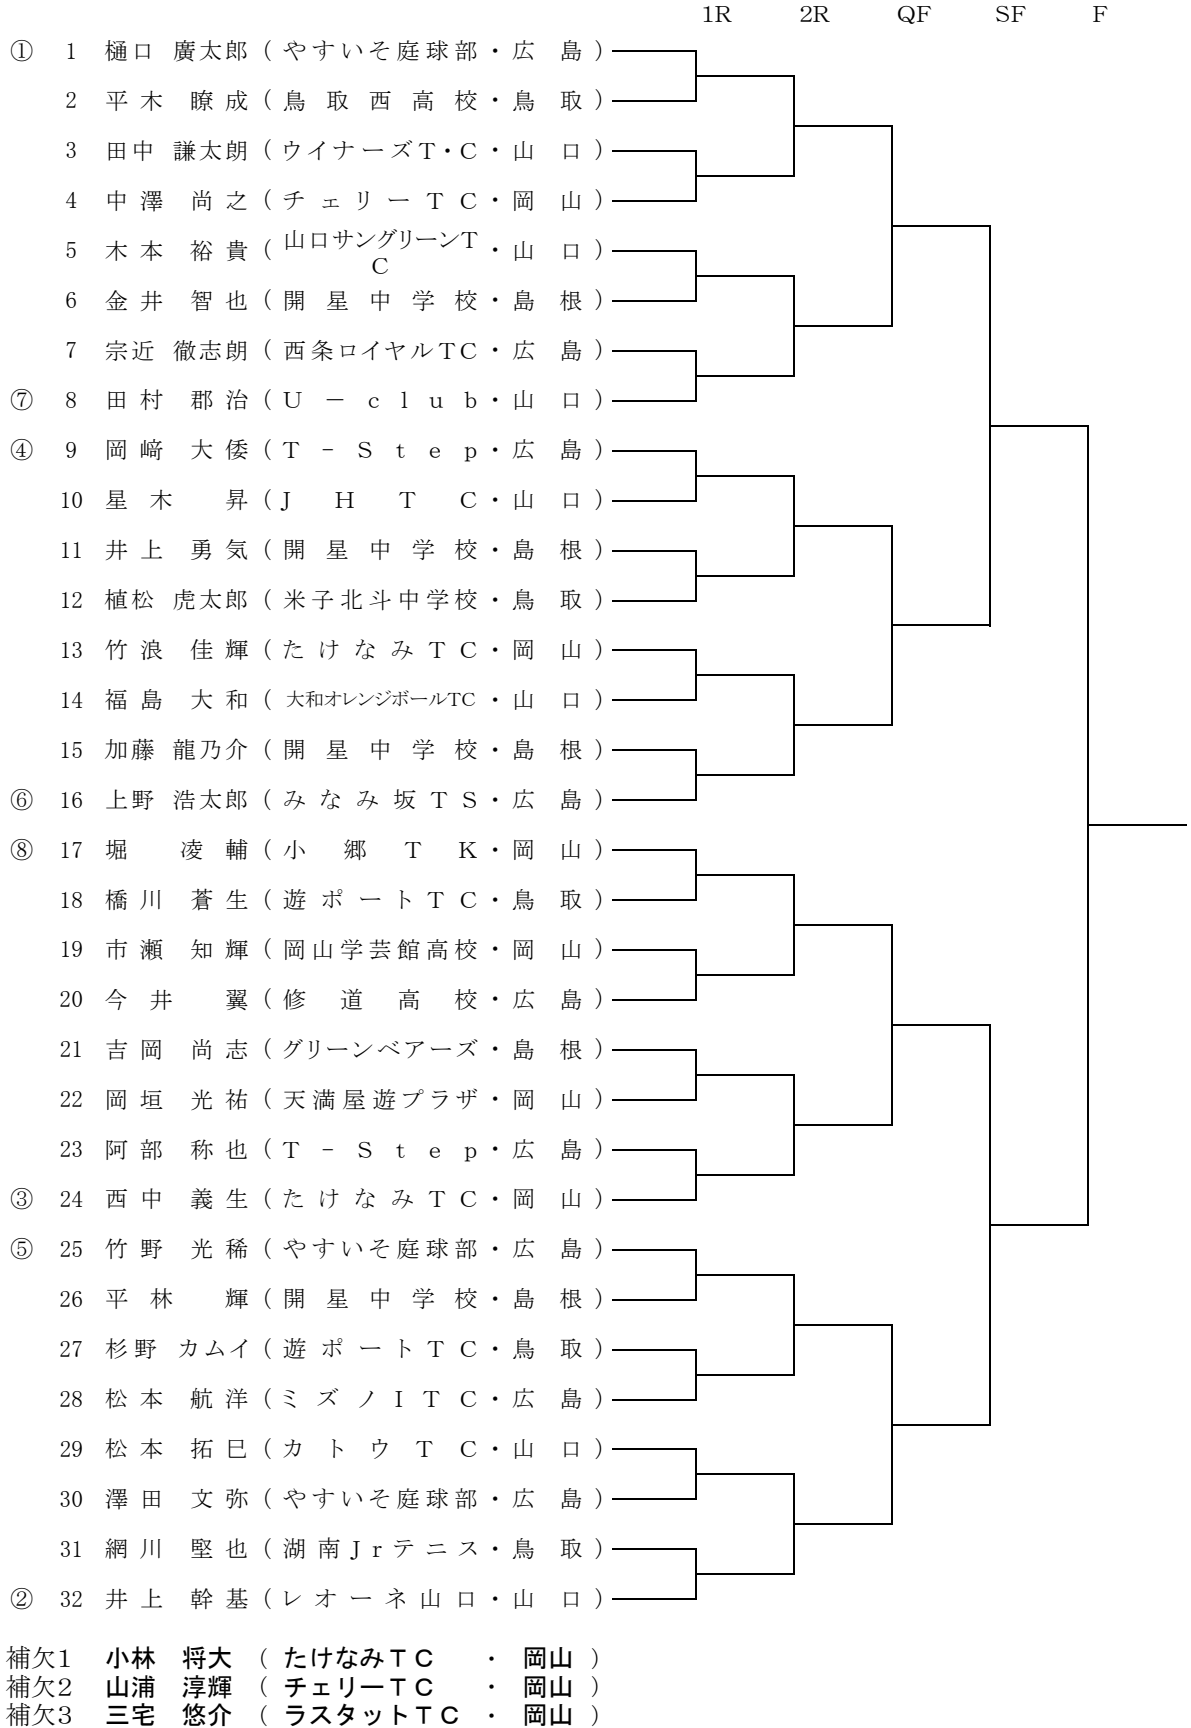 1R 2R QF SF F
① 1 樋口 廣太郎 (やすいそ庭球部・広島)
2 平木 瞭成 (鳥取西高校・鳥取)
3 田中 謙太朗 (ウイナーズT・C・山口)
4 中澤 尚之 (チェリーTC・岡山)
5 木本 裕貴 (山口サングリーンT
C・山口)
6 金井 智也 (開星中学校・島根)
7 宗近 徹志朗 (西条ロイヤルTC・広島)
⑦ 8 田村 郡治 (U－club・山口)
④ 9 岡﨑 大倭 (T-Step・広島)
10 星木 昇 (JHTC・山口)
11 井上 勇気 (開星中学校・島根)
12 植松 虎太郎 (米子北斗中学校・鳥取)
13 竹浪 佳輝 (たけなみTC・岡山)
14 福島 大和 (大和オレンジボールTC・山口)
15 加藤 龍乃介 (開星中学校・島根)
⑥ 16 上野 浩太郎 (みなみ坂TS・広島)
⑧ 17 堀 凌輔 (小郷TK・岡山)
18 橋川 蒼生 (遊ポートTC・鳥取)
19 市瀬 知輝 (岡山学芸館高校・岡山)
20 今井 翼 (修道高校・広島)
21 吉岡 尚志 (グリーンベアーズ・島根)
22 岡垣 光祐 (天満屋遊プラザ・岡山)
23 阿部 称也 (T-Step・広島)
③ 24 西中 義生 (たけなみTC・岡山)
⑤ 25 竹野 光稀 (やすいそ庭球部・広島)
26 平林 輝 (開星中学校・島根)
27 杉野 カムイ (遊ポートTC・鳥取)
28 松本 航洋 (ミズノITC・広島)
29 松本 拓巳 (カトウTC・山口)
30 澤田 文弥 (やすいそ庭球部・広島)
31 網川 堅也 (湖南Jrテニス・鳥取)
② 32 井上 幹基 (レオーネ山口・山口)
補欠1 小林 将大 (たけなみTC ・ 岡山)
補欠2 山浦 淳輝 (チェリーTC ・ 岡山)
補欠3 三宅 悠介 (ラスタットTC ・ 岡山)